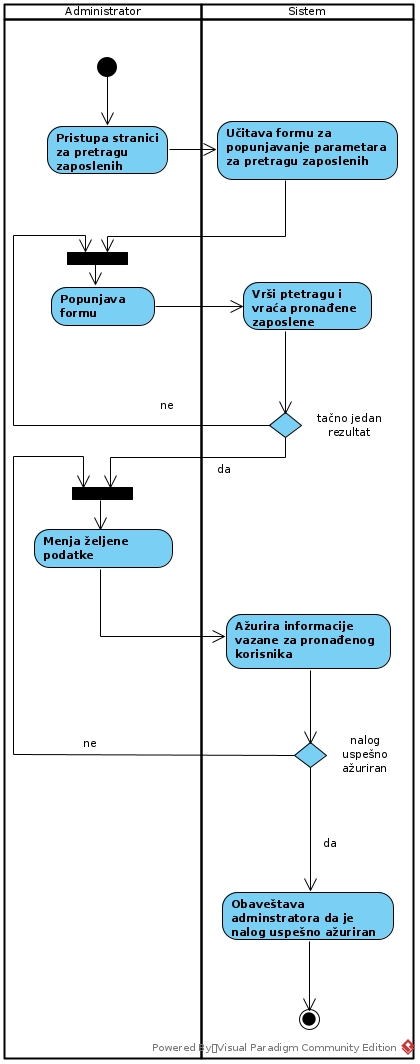 Administrator
Sistem
Pristupa stranici
za pretragu
zaposlenih
Učitava formu za
popunjavanje parametara
za pretragu zaposlenih
Popunjava
formu
Vrši ptetragu i
vraća pronađene
zaposlene
ne
tačno jedan
rezultat
da
Menja željene
podatke
Ažurira informacije
vazane za pronađenog
korisnika
ne
nalog
uspešno
ažuriran
da
Obaveštava
adminstratora da je
nalog uspešno ažuriran
Powered By▯Visual Paradigm Community Edition